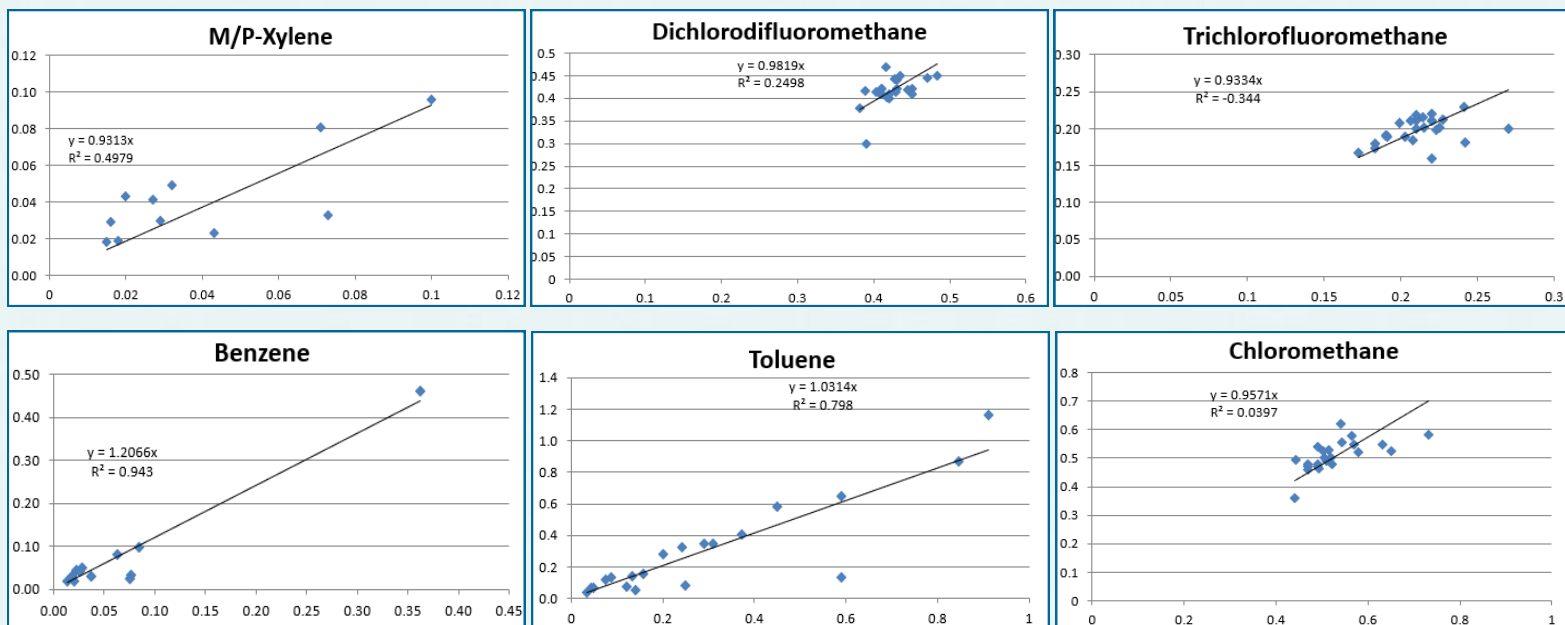 M/P-Xylene
0.12
0.10
0.08
0.06
0.04
0.02
0.00
y = 0.9313x
R² = 0.4979
0 0.02 0.04 0.06 0.08 0.1 0.12
Dichlorodifluoromethane
0.5
0.45
0.4
0.35
0.3
0.25
0.2
0.15
0.1
0.05
0
y = 0.9819x
R² = 0.2498
0 0.1 0.2 0.3 0.4 0.5 0.6
Trichlorofluoromethane
0.30
0.25
0.20
0.15
0.10
0.05
0.00
y = 0.9334x
R² = -0.344
0 0.05 0.1 0.15 0.2 0.25 0.3
Benzene
0.50
0.40
0.30
0.20
0.10
0.00
y = 1.2066x
R² = 0.943
0.00 0.05 0.10 0.15 0.20 0.25 0.30 0.35 0.40 0.45
Toluene
1.4
1.2
1.0
0.8
0.6
0.4
0.2
0.0
y = 1.0314x
R² = 0.798
0 0.2 0.4 0.6 0.8 1
Chloromethane
0.8
0.7
0.6
0.5
0.4
0.3
0.2
0.1
0
y = 0.9571x
R² = 0.0397
0 0.2 0.4 0.6 0.8 1